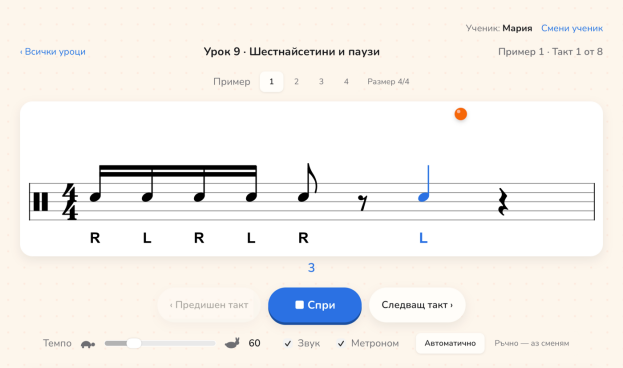 Ученик: Мария Смени ученик
‹ Всички уроци Урок 9 · Шестнайсетини и паузи Пример 1 · Такт 1 от 8
Пример 1 2 3 4 Размер 4/4
4
4
R L R L R L
3
‹ Предишен такт Спри Следващ такт ›
Темпо 60 Звук Метроном Автоматично Ръчно — аз сменям